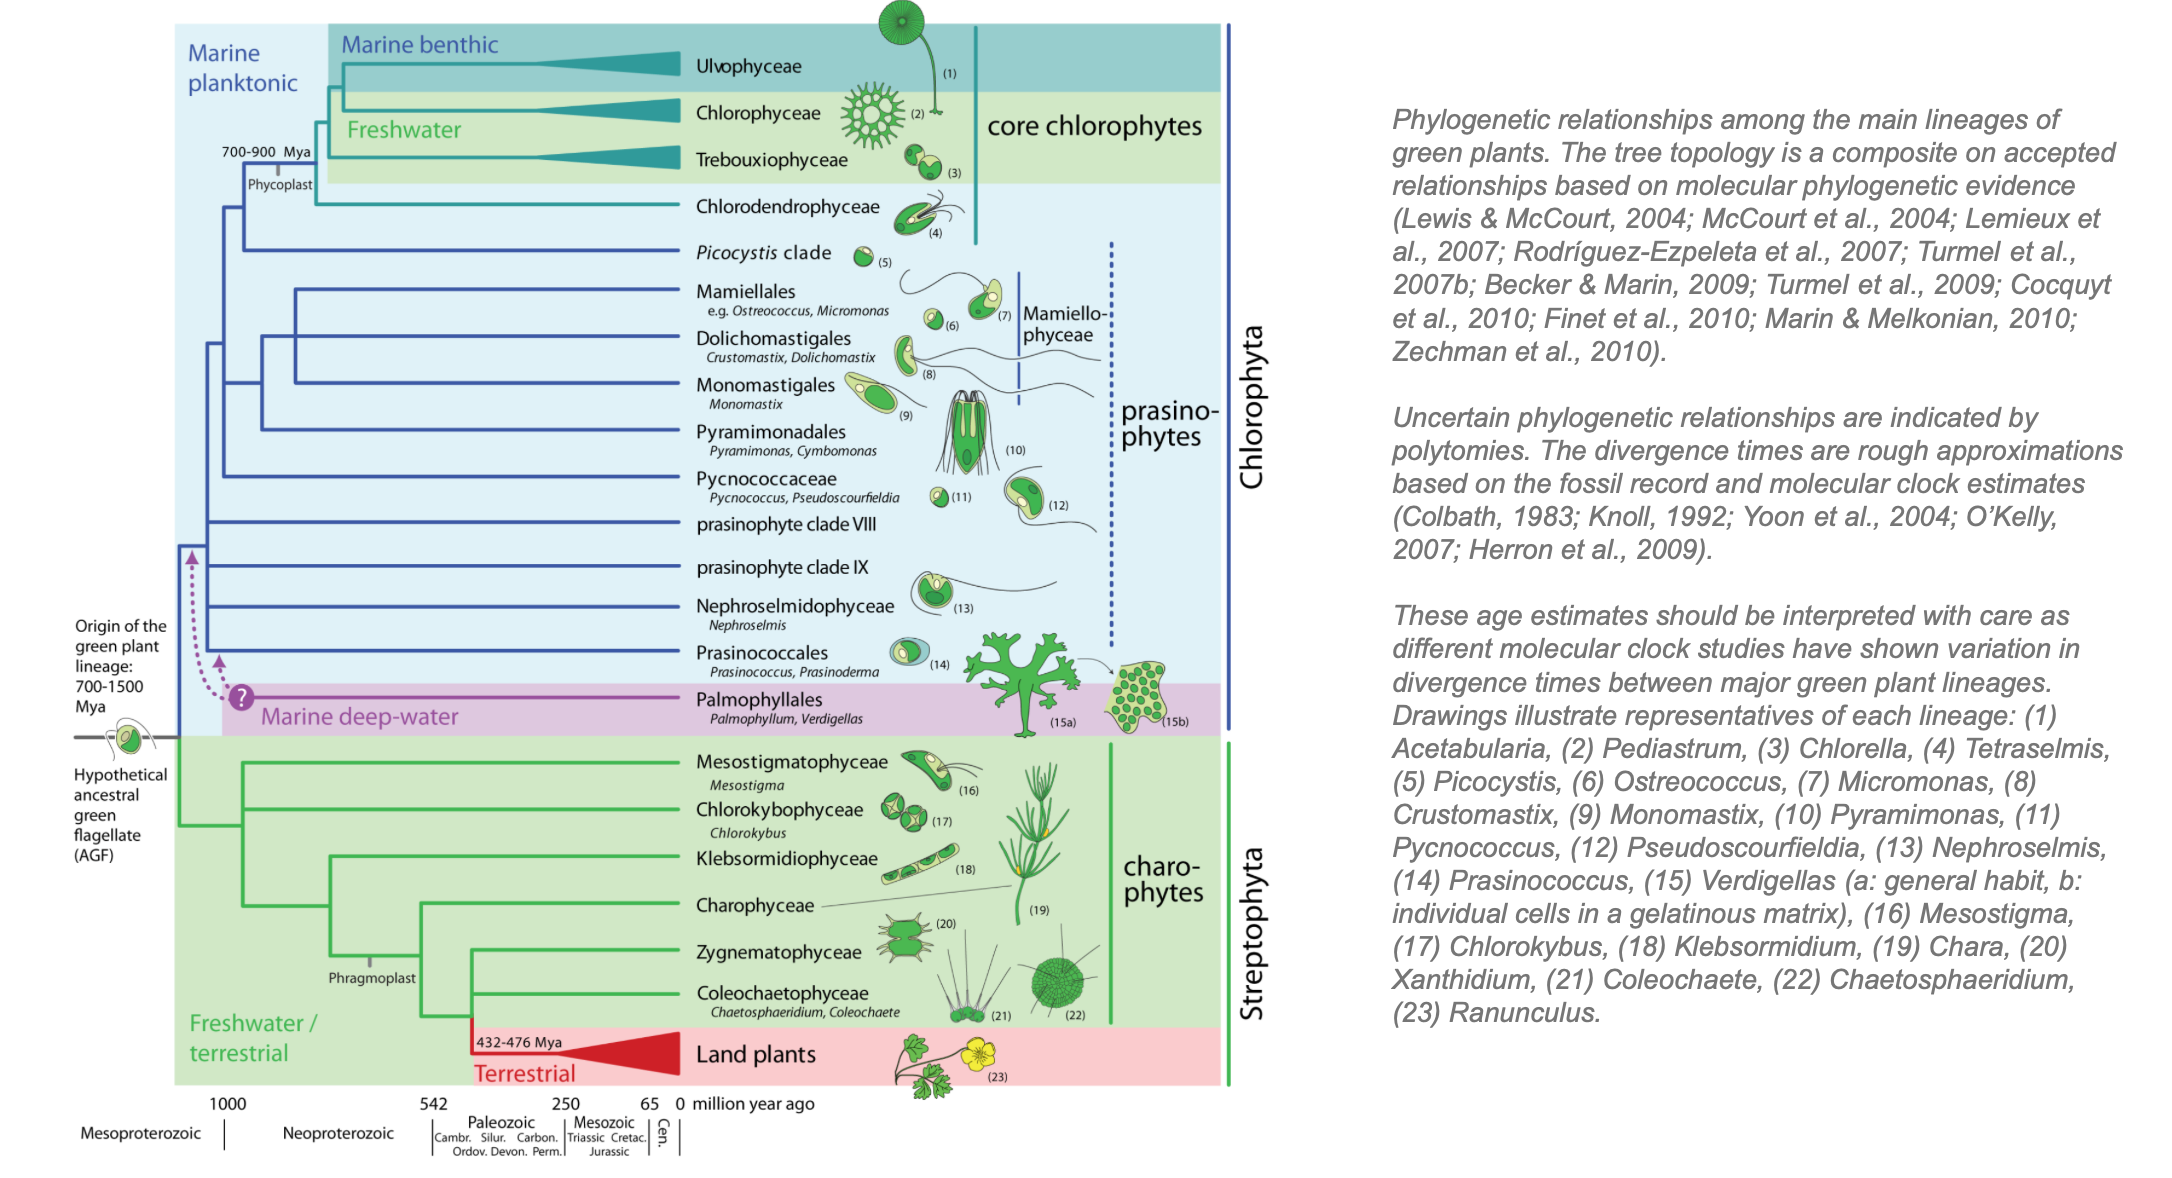 Marine
planktonic
Marine benthic
Freshwater
700-900 Mya
Phycoplast
Ulvophyceae
(1)
Chlorophyceae
(2)
Trebouxiophyceae
(3)
core chlorophytes
Chlorodendrophyceae
(4)
Picocystis clade
(5)
Mamiellales
e.g. Ostreococcus, Micromonas
(6)
(7)
Mamiello-
phyceae
Dolichomastigales
Crustomastix, Dolichomastix
(8)
Monomastigales
Monomastix
(9)
Pyramimonadales
Pyramimonas, Cymbomonas
(10)
prasino-
phytes
Chlorophyta
Pycnococcaceae
Pycnococcus, Pseudoscourfieldia
(11)
(12)
prasinophyte clade VIII
prasinophyte clade IX
Nephroselmidophyceae
Nephroselmis
(13)
Prasinococcales
Prasinococcus, Prasinoderma
(14)
?
Marine deep-water
Palmophyllales
Palmophyllum, Verdigellas
(15a)
(15b)
Origin of the
green plant
lineage:
700-1500
Mya
Hypothetical
ancestral
green
flagellate
(AGF)
Mesostigmatophyceae
Mesostigma
(16)
Chlorokybophyceae
Chlorokybus
(17)
Klebsormidiophyceae
(18)
Charophyceae
(19)
charo-
phytes
Streptophyta
Phragmoplast
Zygnematophyceae
(20)
Coleochaetophyceae
Chaetosphaeridium, Coleochaete
(21)
(22)
Freshwater /
terrestrial
432-476 Mya
Terrestrial
Land plants
(23)
1000 542 250 65 0 million year ago
Mesoproterozoic Neoproterozoic Paleozoic Mesozoic Cen.
Cambr. Silur. Carbon. Triassic Cretac.
Ordov. Devon. Perm. Jurassic
Phylogenetic relationships among the main lineages of
green plants. The tree topology is a composite on accepted
relationships based on molecular phylogenetic evidence
(Lewis & McCourt, 2004; McCourt et al., 2004; Lemieux et
al., 2007; Rodríguez-Ezpeleta et al., 2007; Turmel et al.,
2007b; Becker & Marin, 2009; Turmel et al., 2009; Cocquyt
et al., 2010; Finet et al., 2010; Marin & Melkonian, 2010;
Zechman et al., 2010).
Uncertain phylogenetic relationships are indicated by
polytomies. The divergence times are rough approximations
based on the fossil record and molecular clock estimates
(Colbath, 1983; Knoll, 1992; Yoon et al., 2004; O’Kelly,
2007; Herron et al., 2009).
These age estimates should be interpreted with care as
different molecular clock studies have shown variation in
divergence times between major green plant lineages.
Drawings illustrate representatives of each lineage: (1)
Acetabularia, (2) Pediastrum, (3) Chlorella, (4) Tetraselmis,
(5) Picocystis, (6) Ostreococcus, (7) Micromonas, (8)
Crustomastix, (9) Monomastix, (10) Pyramimonas, (11)
Pycnococcus, (12) Pseudoscourfieldia, (13) Nephroselmis,
(14) Prasinococcus, (15) Verdigellas (a: general habit, b:
individual cells in a gelatinous matrix), (16) Mesostigma,
(17) Chlorokybus, (18) Klebsormidium, (19) Chara, (20)
Xanthidium, (21) Coleochaete, (22) Chaetosphaeridium,
(23) Ranunculus.